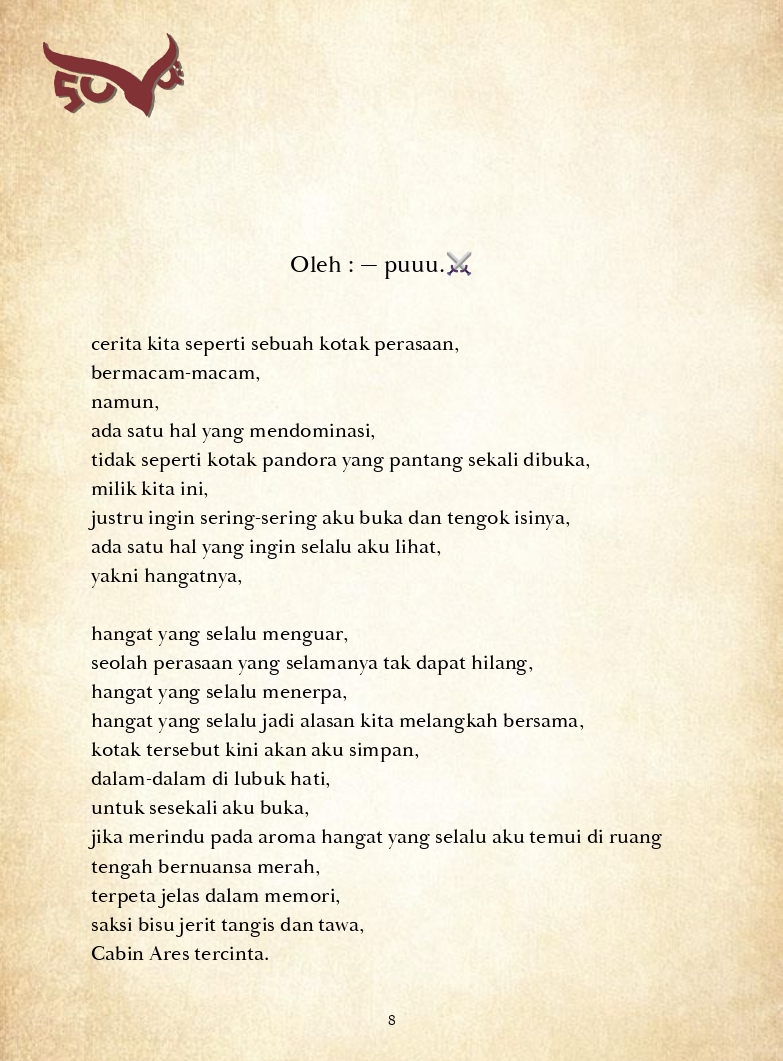 Oleh : — puuu.⚔️
cerita kita seperti sebuah kotak perasaan,
bermacam-macam,
namun,
ada satu hal yang mendominasi,
tidak seperti kotak pandora yang pantang sekali dibuka,
milik kita ini,
justru ingin sering-sering aku buka dan tengok isinya,
ada satu hal yang ingin selalu aku lihat,
yakni hangatnya,
hangat yang selalu menguar,
seolah perasaan yang selamanya tak dapat hilang,
hangat yang selalu menerpa,
hangat yang selalu jadi alasan kita melangkah bersama,
kotak tersebut kini akan aku simpan,
dalam-dalam di lubuk hati,
untuk sesekali aku buka,
jika merindu pada aroma hangat yang selalu aku temui di ruang
tengah bernuansa merah,
terpeta jelas dalam memori,
saksi bisu jerit tangis dan tawa,
Cabin Ares tercinta.
8